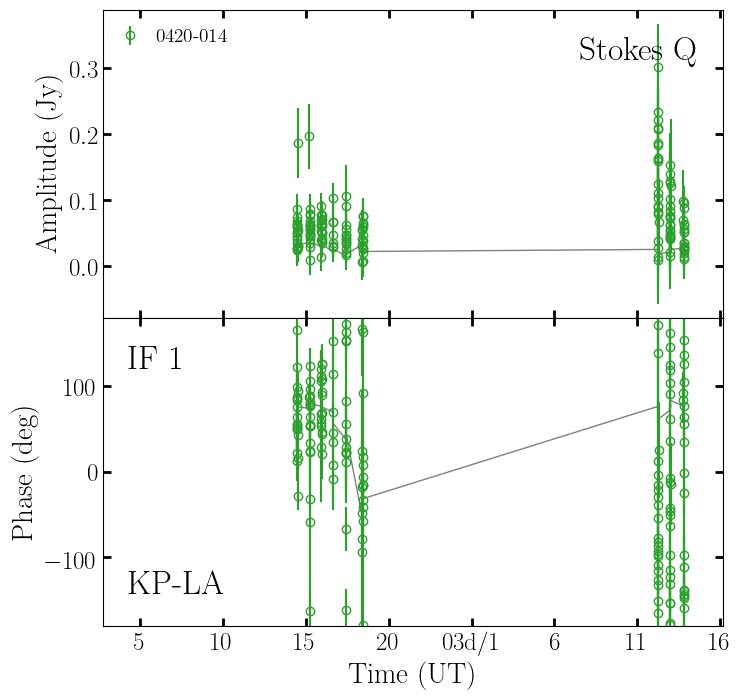 0420-014
Stokes Q
Amplitude (Jy)
0.3
0.2
0.1
0.0
IF 1
Phase (deg)
100
0
−100
KP-LA
5 10 15 20 03d/1 6 11 16
Time (UT)